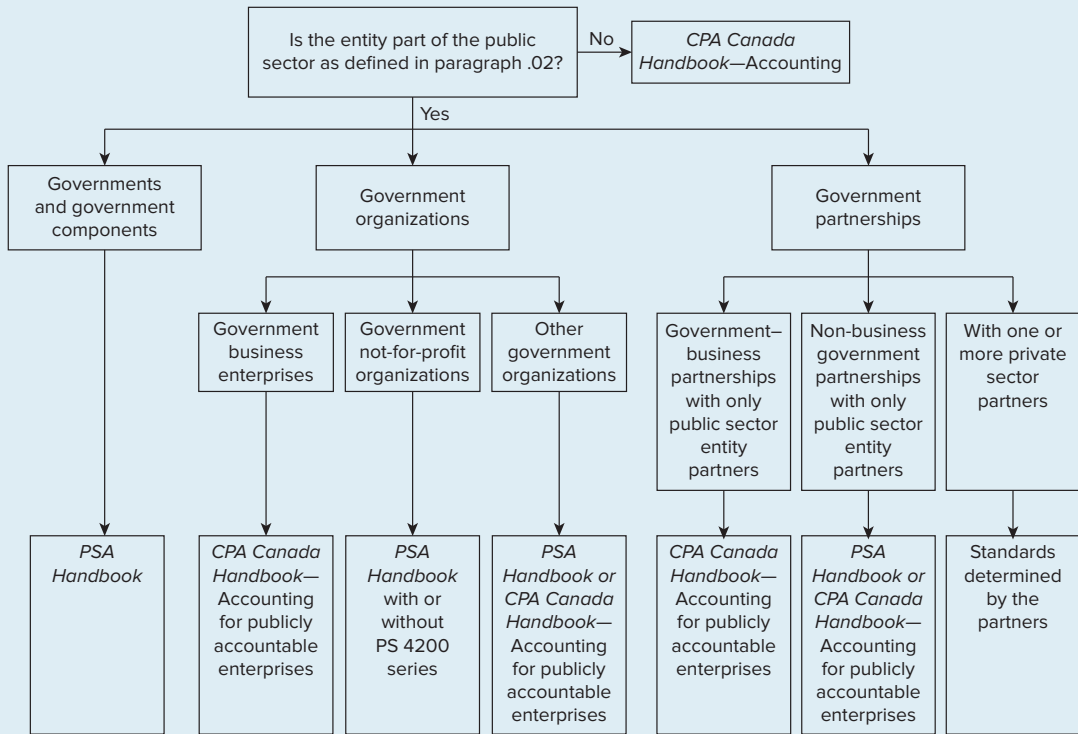 Is the entity part of the public
sector as defined in paragraph .02?
No
CPA Canada
Handbook—Accounting
Yes
Governments
and government
components
Government
organizations
Government
partnerships
Government
business
enterprises
Government
not-for-profit
organizations
Other
government
organizations
Government–
business
partnerships
with only
public sector
entity
partners
Non-business
government
partnerships
with only
public sector
entity
partners
With one or
more private
sector
partners
PSA
Handbook
CPA Canada
Handbook—
Accounting
for publicly
accountable
enterprises
PSA
Handbook
with or
without
PS 4200
series
PSA
Handbook or
CPA Canada
Handbook—
Accounting
for publicly
accountable
enterprises
CPA Canada
Handbook—
Accounting
for publicly
accountable
enterprises
PSA
Handbook or
CPA Canada
Handbook—
Accounting
for publicly
accountable
enterprises
Standards
determined
by the
partners